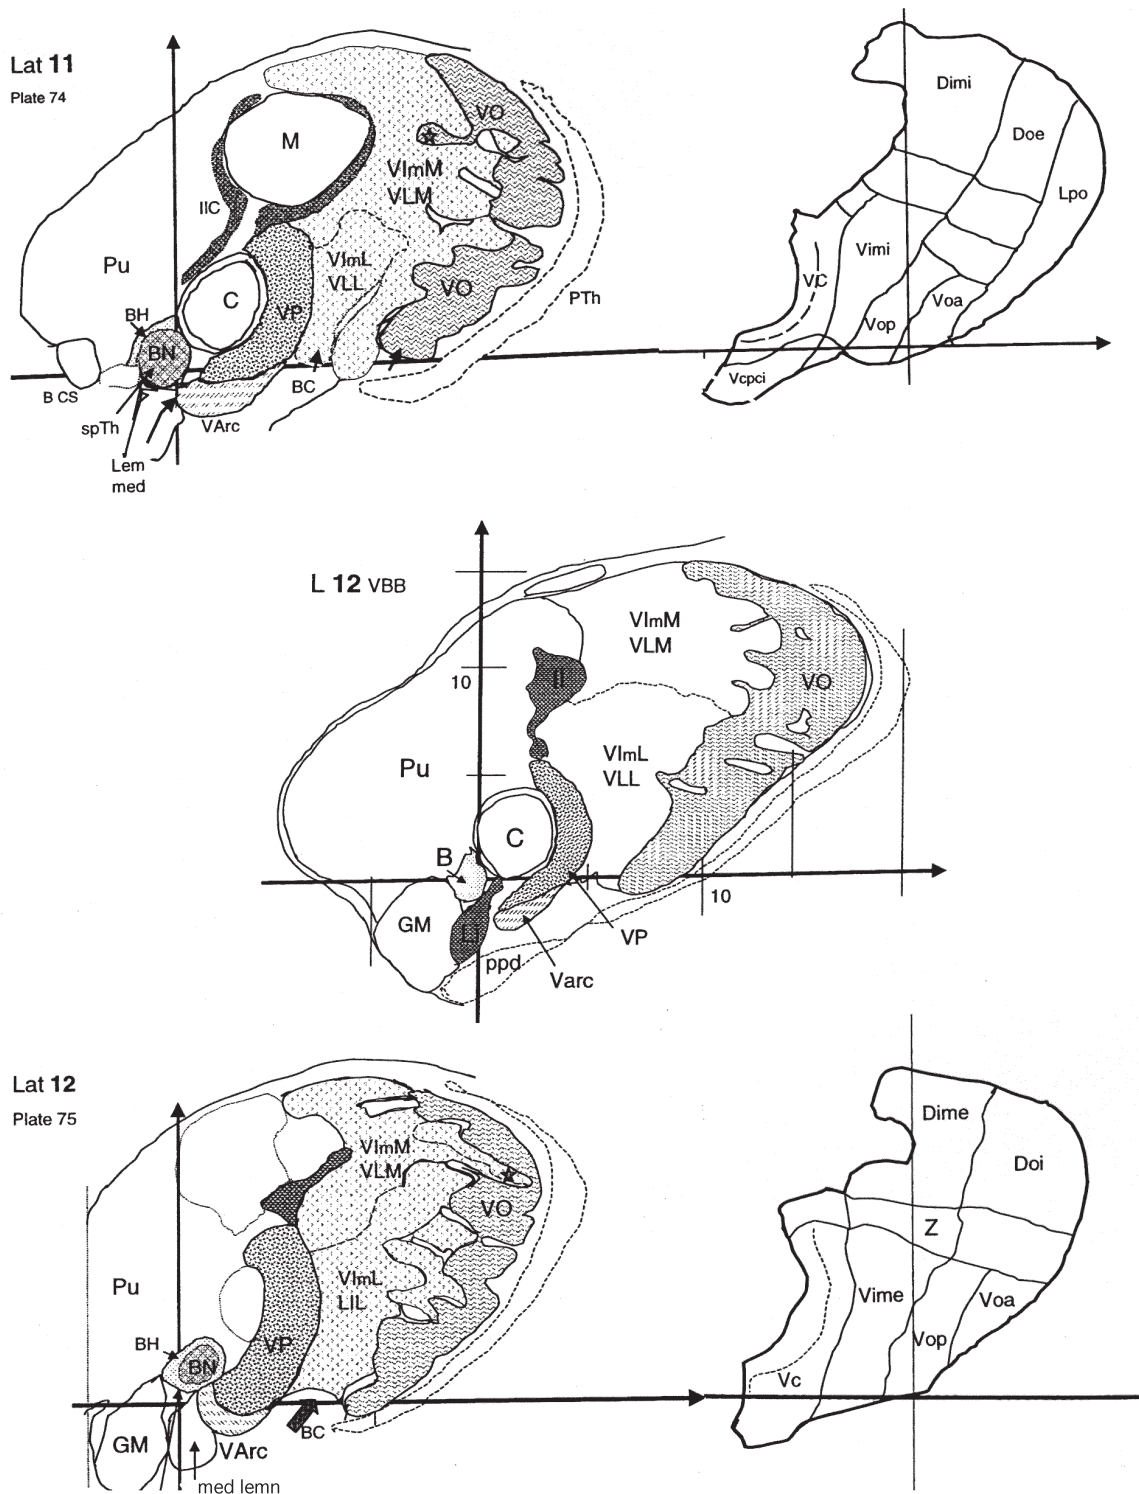 Lat 11
Plate 74
M
VO
VImM
VLM
IIC
Pu
VImL
VLL
C
VP
VO
BH
BN
PTh
B CS
BC
spTh
VArc
Lem
med
Dimi
Doe
Lpo
Vimi
VC
Voa
Vop
Vcpci
L 12 VBB
VImM
VLM
10
II
VO
Pu
VImL
VLL
C
B
10
GM
LI
VP
ppd
Varc
Lat 12
Plate 75
VImM
VLM
VO
Pu
VImL
LIL
BH
BN
VP
BC
GM
VArc
med lemn
Dime
Doi
Z
Vime
Voa
Vop
Vc